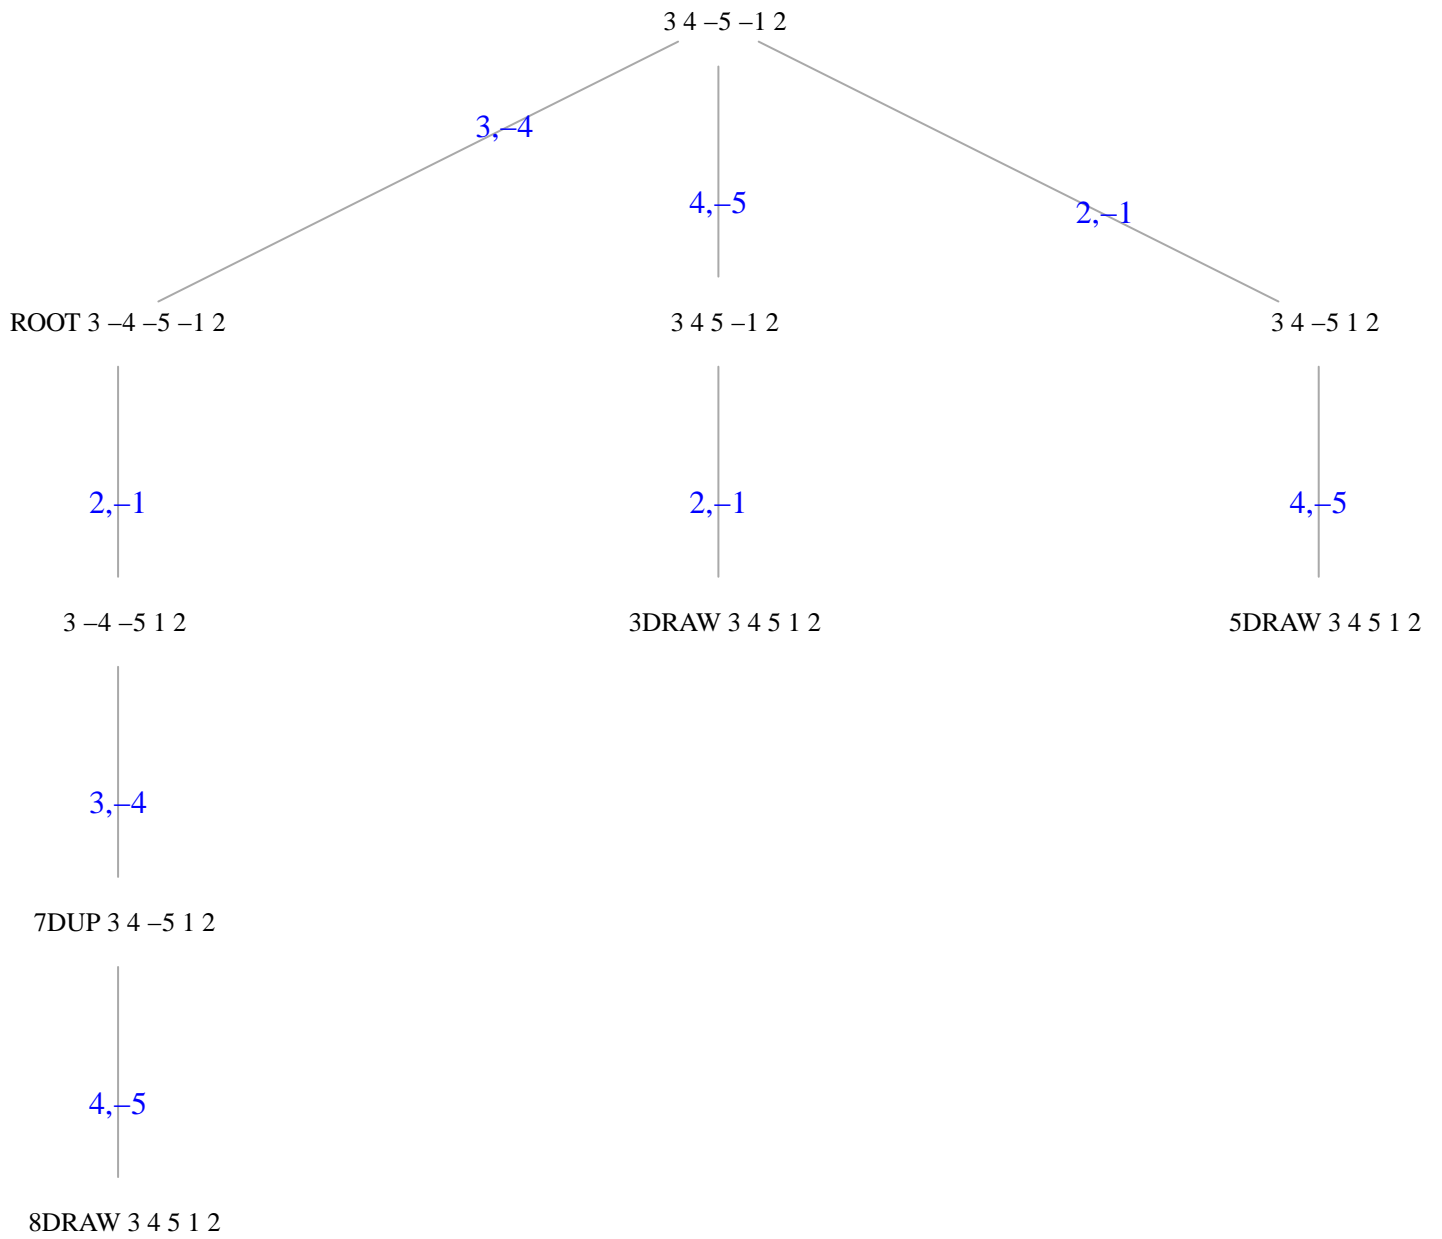 3 4 –5 –1 2
3,–4
4,–5
2,–1
ROOT 3 –4 –5 –1 2
3 4 5 –1 2
3 4 –5 1 2
2,–1
2,–1
4,–5
3 –4 –5 1 2
3DRAW 3 4 5 1 2
5DRAW 3 4 5 1 2
3,–4
7DUP 3 4 –5 1 2
4,–5
8DRAW 3 4 5 1 2